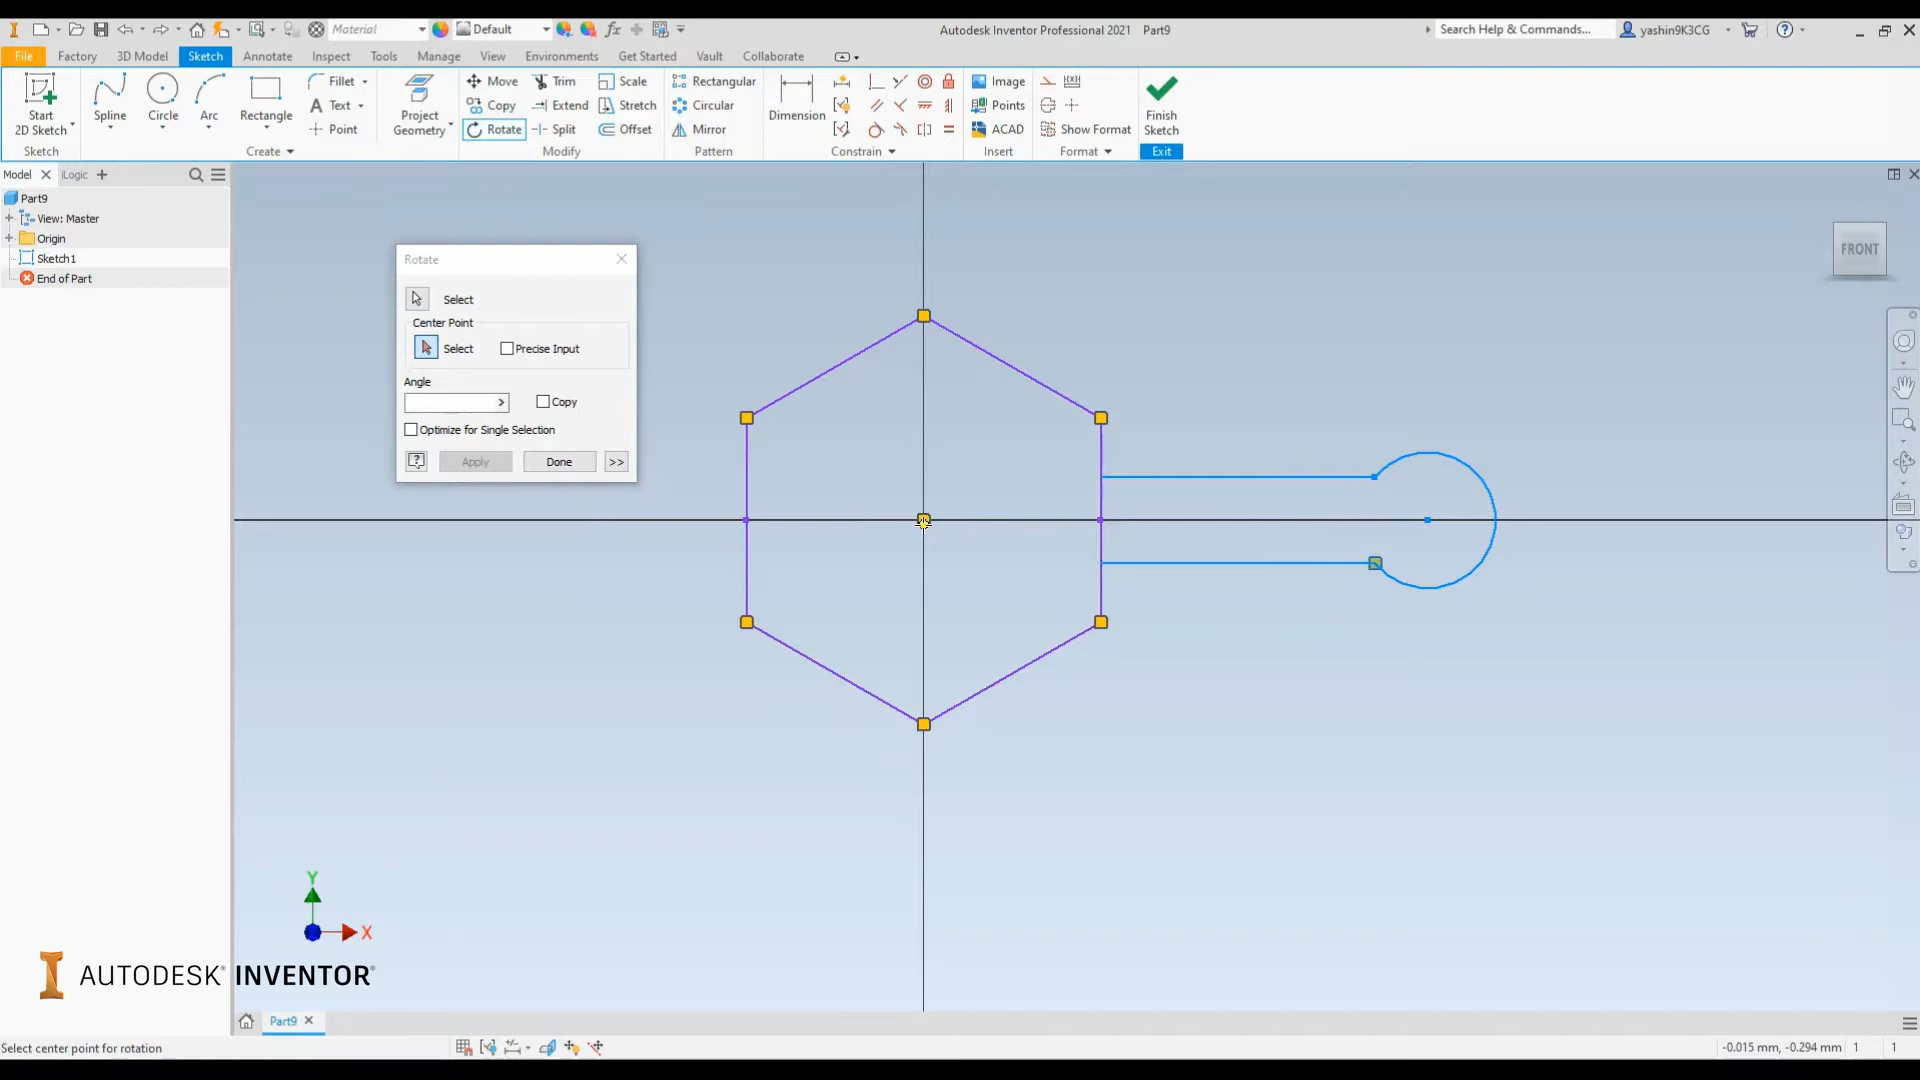 Material
Default
Autodesk Inventor Professional 2021 Part9
Search Help & Commands...
yashin9K3CG
File Factory 3D Model Sketch Annotate Inspect Tools Manage View Environments Get Started Vault Collaborate
Start
2D Sketch
Spline
Circle
Arc
Rectangle
Fillet
Text
Point
Project
Geometry
Move
Copy
Rotate
Trim
Extend
Split
Scale
Stretch
Offset
Rectangular
Circular
Mirror
Dimension
Image
Points
ACAD
Show Format
Finish
Sketch
Sketch Create Modify Pattern Constrain Insert Format Exit
Model iLogic
Part9
View: Master
Origin
Sketch1
End of Part
Rotate
Select
Center Point
Select Precise Input
Angle
Copy
Optimize for Single Selection
Apply Done >>
FRONT
Y
X
AUTODESK® INVENTOR®
Part9
Select center point for rotation
-0.015 mm, -0.294 mm 1 1